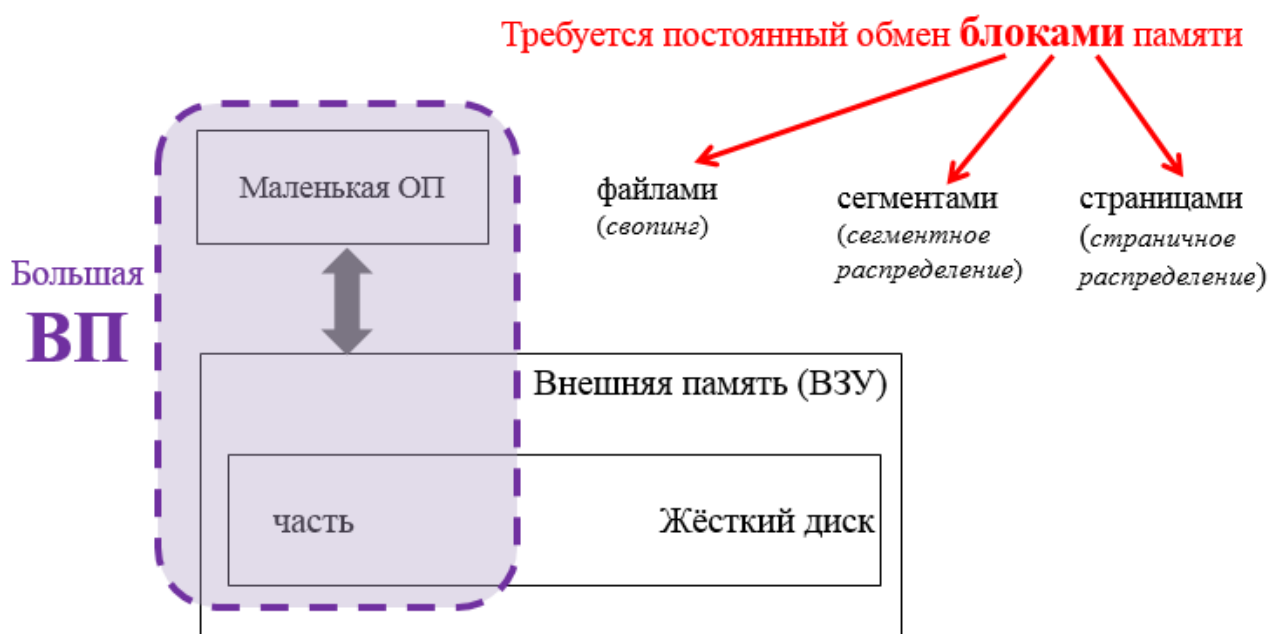 Требуется постоянный обмен блоками памяти
Маленькая ОП
файлами
(свопинг)
сегментами
(сегментное
распределение)
страницами
(страничное
распределение)
Большая
ВП
Внешняя память (ВЗУ)
часть
Жёсткий диск